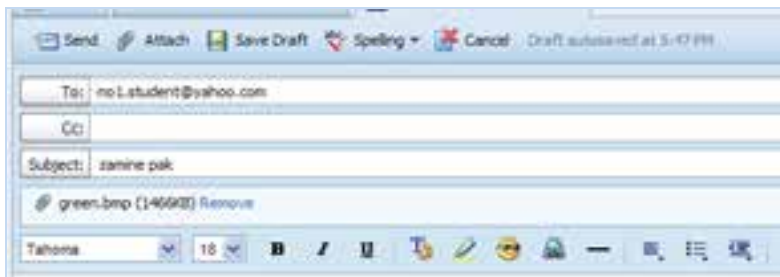 Send Attach Save Draft Spelling Cancel Draft autosaved at 5:47 PM
To: no1.student@yahoo.com
Cc:
Subject: zamine pak
green.bmp (1466KB) Remove
Tahoma 18 B I U T